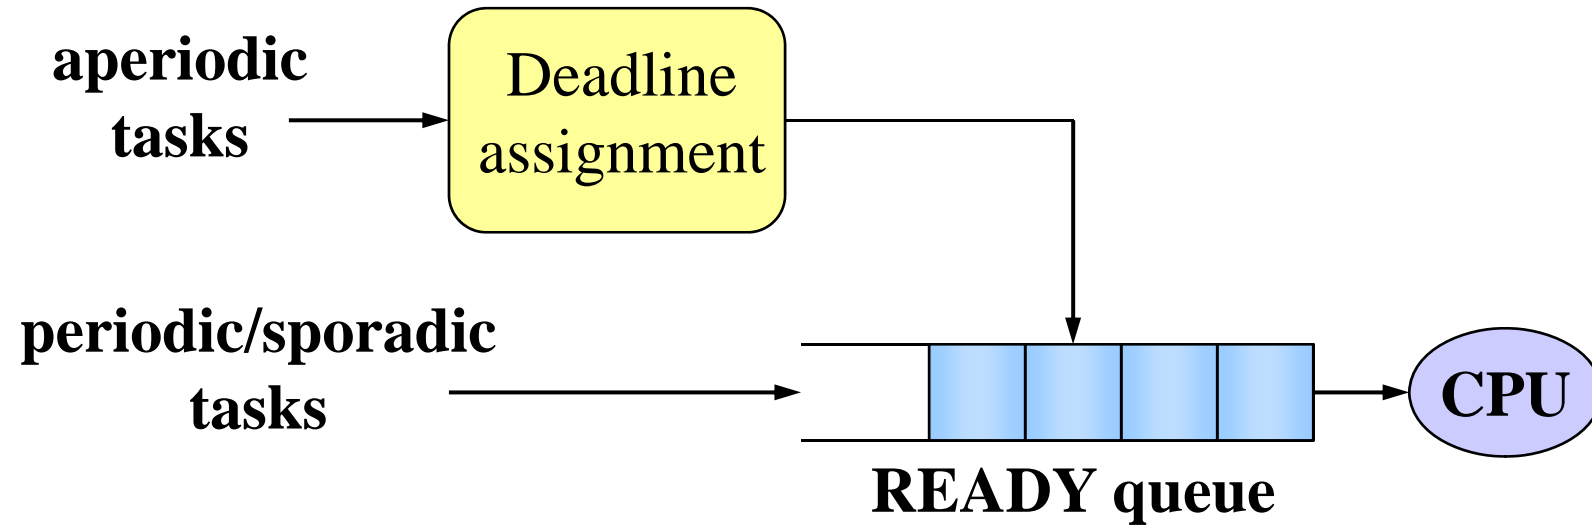 aperiodic
tasks
Deadline
assignment
periodic/sporadic
tasks
CPU
READY queue